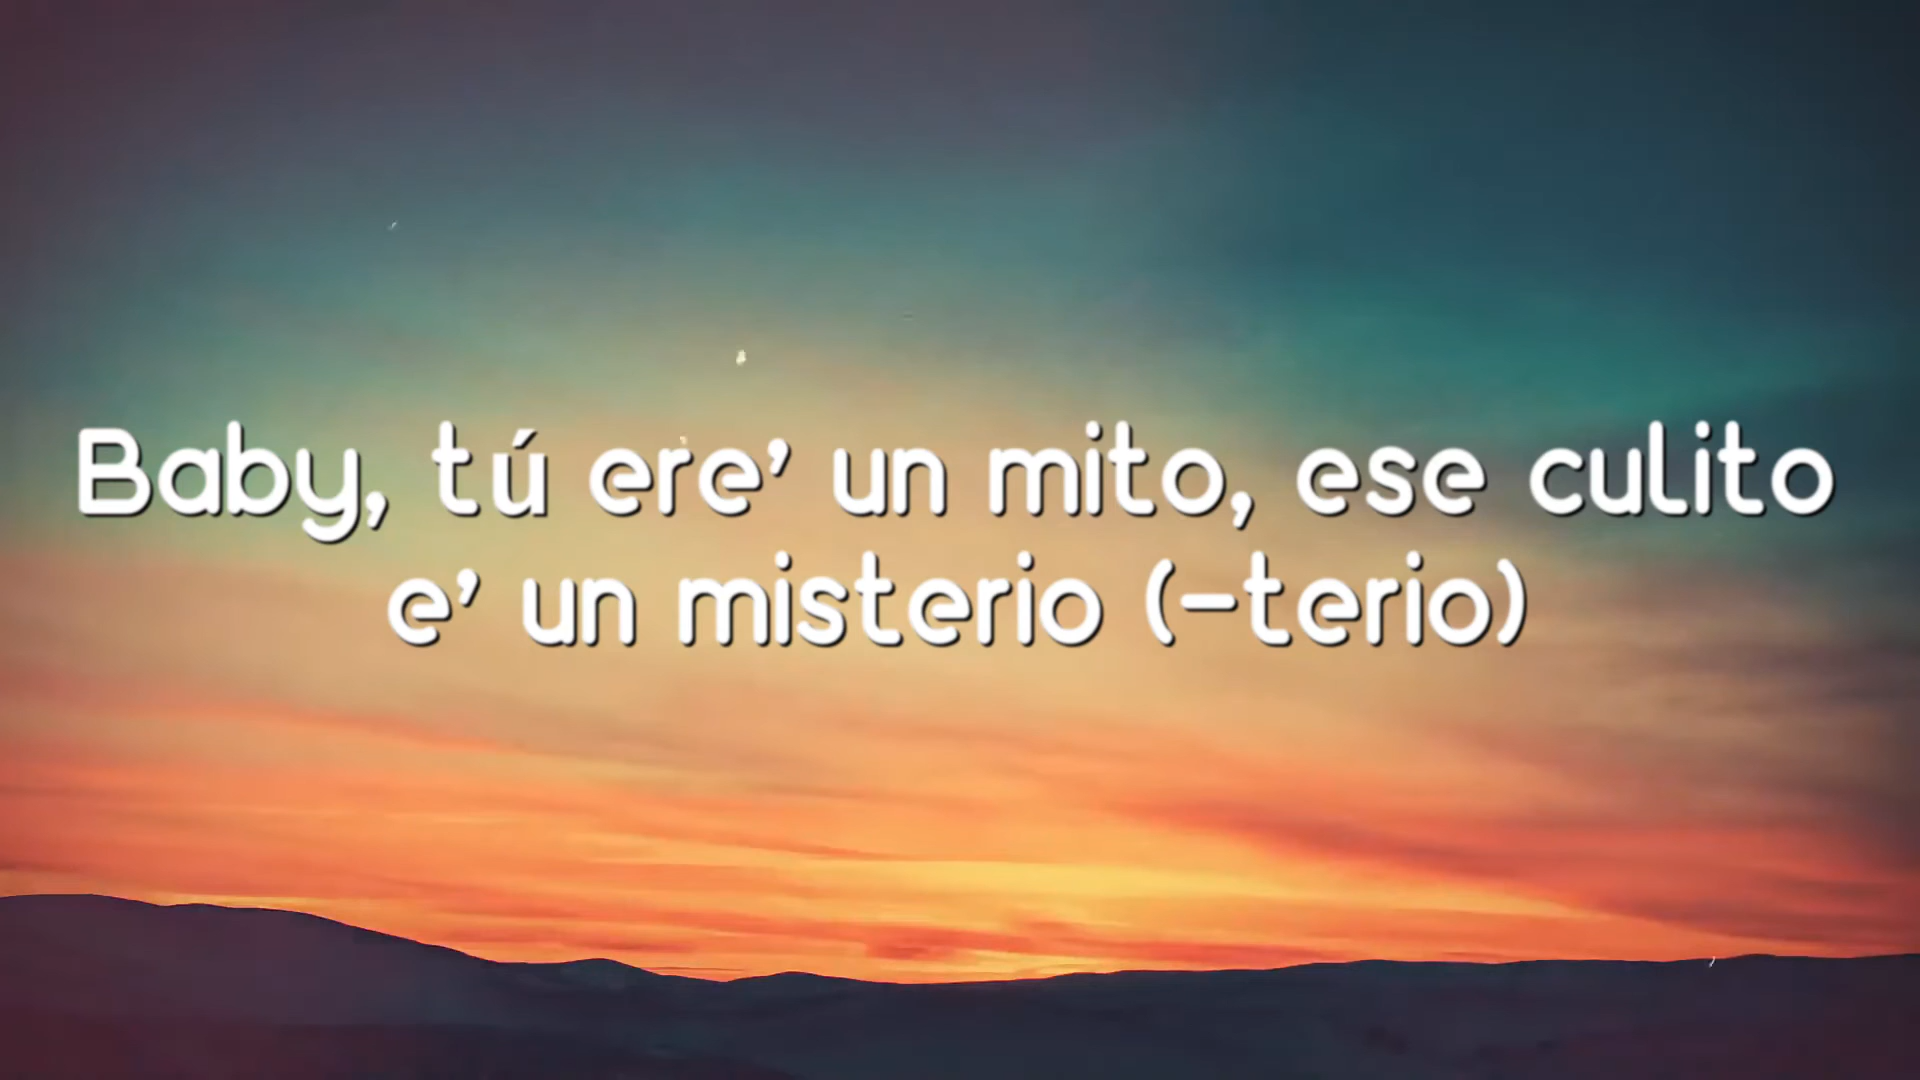 Baby, tú ere' un mito, ese culito
e' un misterio (-terio)